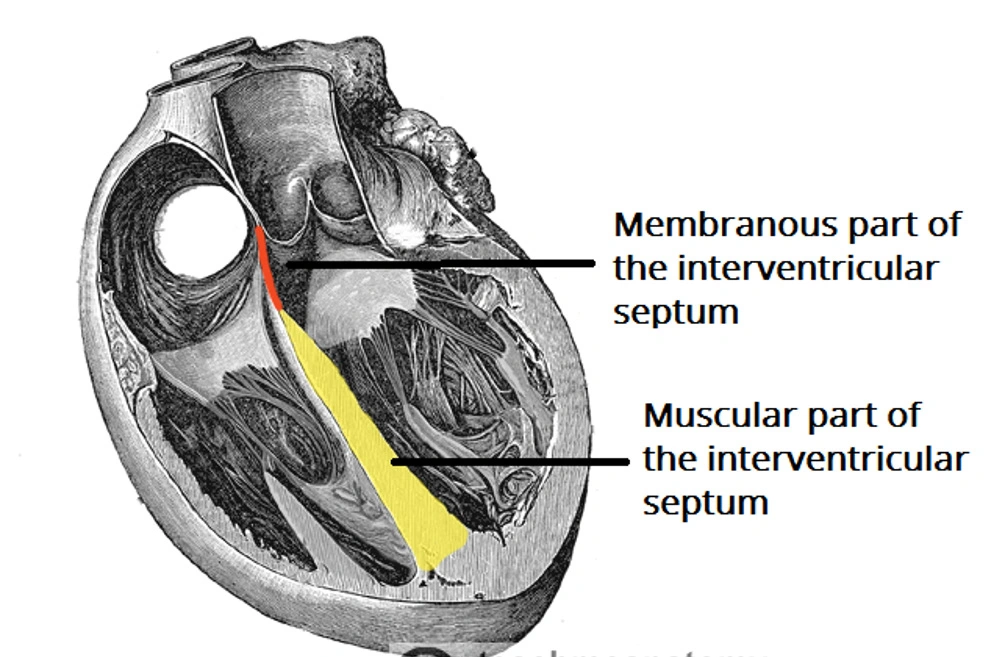 Membranous part of
the interventricular
septum
Muscular part of
the interventricular
septum